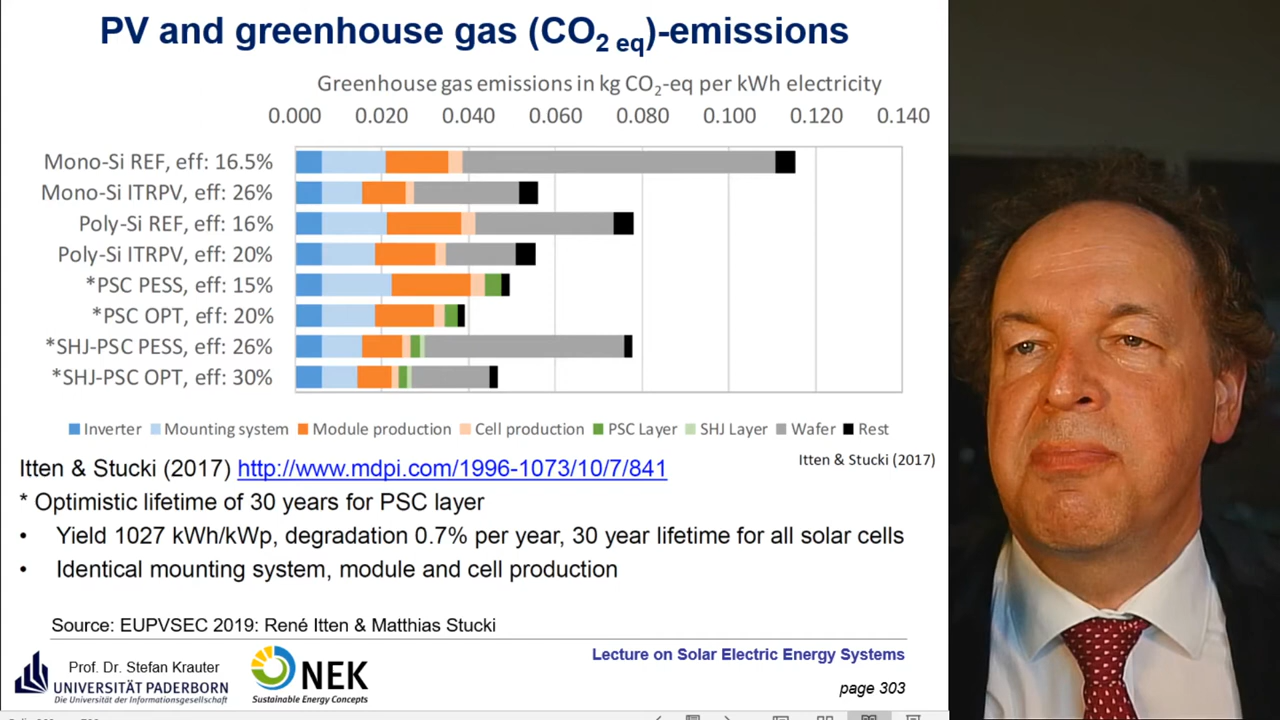 PV and greenhouse gas (CO2 eq)-emissions
Greenhouse gas emissions in kg CO2-eq per kWh electricity
0.000 0.020 0.040 0.060 0.080 0.100 0.120 0.140
Mono-Si REF, eff: 16.5%
Mono-Si ITRPV, eff: 26%
Poly-Si REF, eff: 16%
Poly-Si ITRPV, eff: 20%
*PSC PESS, eff: 15%
*PSC OPT, eff: 20%
*SHJ-PSC PESS, eff: 26%
*SHJ-PSC OPT, eff: 30%
Inverter Mounting system Module production Cell production PSC Layer SHJ Layer Wafer Rest
Itten & Stucki (2017)
Itten & Stucki (2017) http://www.mdpi.com/1996-1073/10/7/841
* Optimistic lifetime of 30 years for PSC layer
• Yield 1027 kWh/kWp, degradation 0.7% per year, 30 year lifetime for all solar cells
• Identical mounting system, module and cell production
Source: EUPVSEC 2019: René Itten & Matthias Stucki
Prof. Dr. Stefan Krauter
UNIVERSITÄT PADERBORN
Die Universität der Informationsgesellschaft
NEK
Sustainable Energy Concepts
Lecture on Solar Electric Energy Systems
page 303